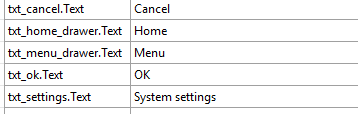 txt_cancel.Text Cancel
txt_home_drawer.Text Home
txt_menu_drawer.Text Menu
txt_ok.Text OK
txt_settings.Text System settings